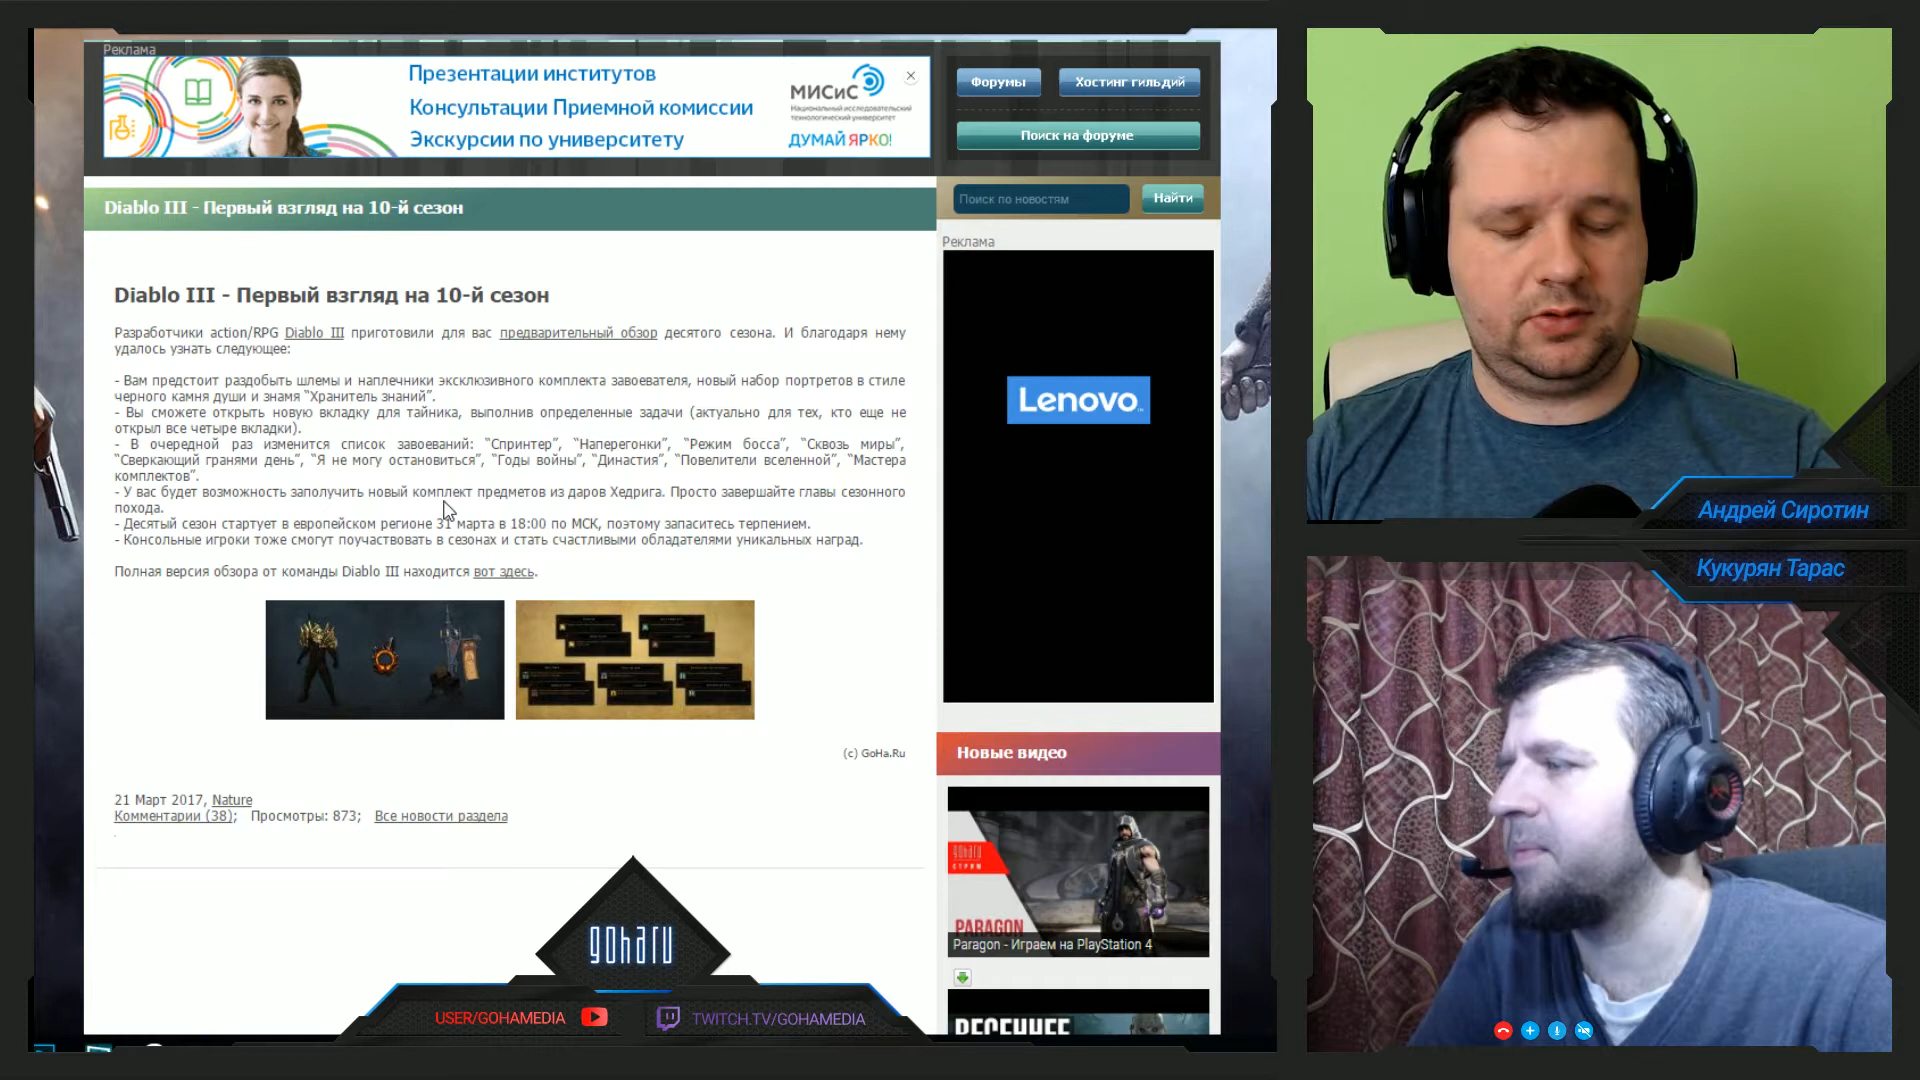 Реклама
Презентации институтов
Консультации Приемной комиссии
Экскурсии по университету
МИСиС
Национальный исследовательский
технологический университет
ДУМАЙ ЯРКО!
Форумы
Хостинг гильдий
Поиск на форуме
Diablo III - Первый взгляд на 10-й сезон
Поиск по новостям
Найти
Реклама
Lenovo
Diablo III - Первый взгляд на 10-й сезон
Разработчики action/RPG Diablo III приготовили для вас предварительный обзор десятого сезона. И благодаря нему
удалось узнать следующее:
- Вам предстоит раздобыть шлемы и наплечники эксклюзивного комплекта завоевателя, новый набор портретов в стиле
черного камня души и знамя “Хранитель знаний”.
- Вы сможете открыть новую вкладку для тайника, выполнив определенные задачи (актуально для тех, кто еще не
открыл все четыре вкладки).
- В очередной раз изменится список завоеваний: “Спринтер”, “Наперегонки”, “Режим босса”, “Сквозь миры”,
“Сверкающий гранями день”, “Я не могу остановиться”, “Годы войны”, “Династия”, “Повелители вселенной”, “Мастера
комплектов”.
- У вас будет возможность заполучить новый комплект предметов из даров Хедрига. Просто завершайте главы сезонного
похода.
- Десятый сезон стартует в европейском регионе 31 марта в 18:00 по МСК, поэтому запаситесь терпением.
- Консольные игроки тоже смогут поучаствовать в сезонах и стать счастливыми обладателями уникальных наград.
Полная версия обзора от команды Diablo III находится вот здесь.
(c) GoHa.Ru
21 Март 2017, Nature
Комментарии (38); Просмотры: 873; Все новости раздела
Новые видео
goharu
СТРИМ
PARAGON
Paragon - Играем на PlayStation 4
ВЕСЕННЕЕ
goharu
USER/GOHAMEDIA
TWITCH.TV/GOHAMEDIA
Андрей Сиротин
Кукурян Тарас